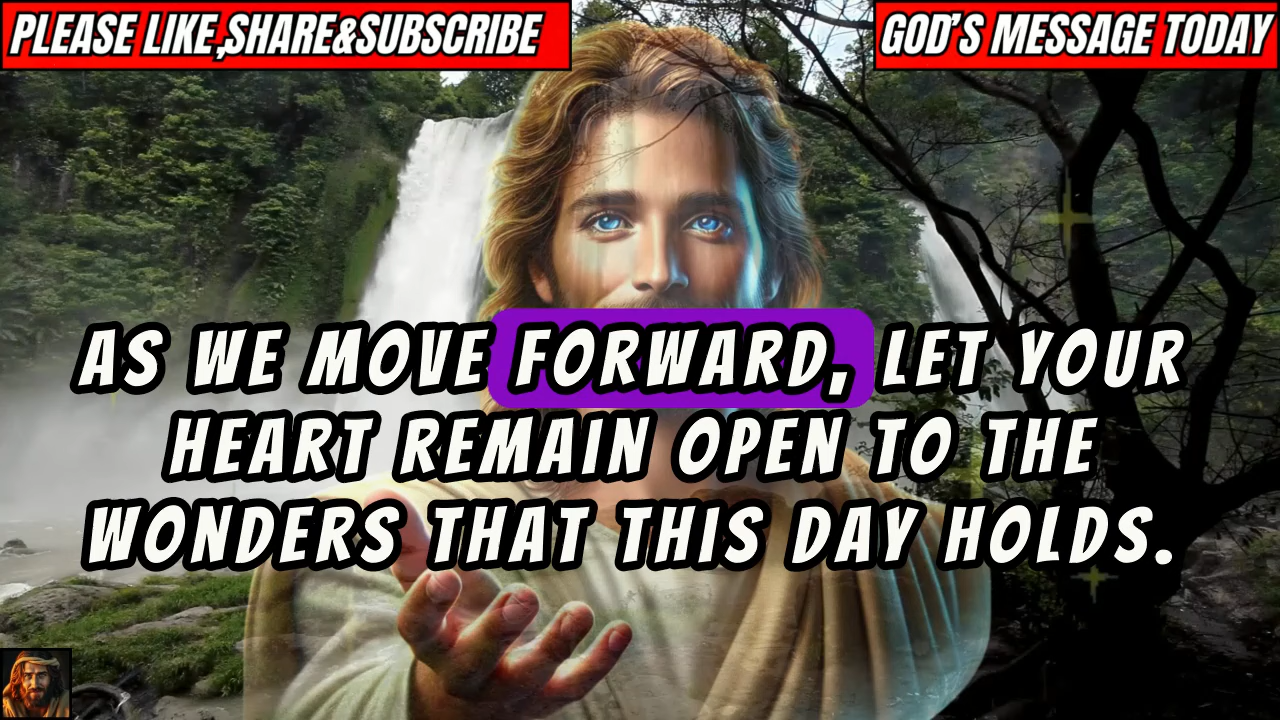 PLEASE LIKE,SHARE&SUBSCRIBE
GOD'S MESSAGE TODAY
AS WE MOVE FORWARD, LET YOUR
HEART REMAIN OPEN TO THE
WONDERS THAT THIS DAY HOLDS.